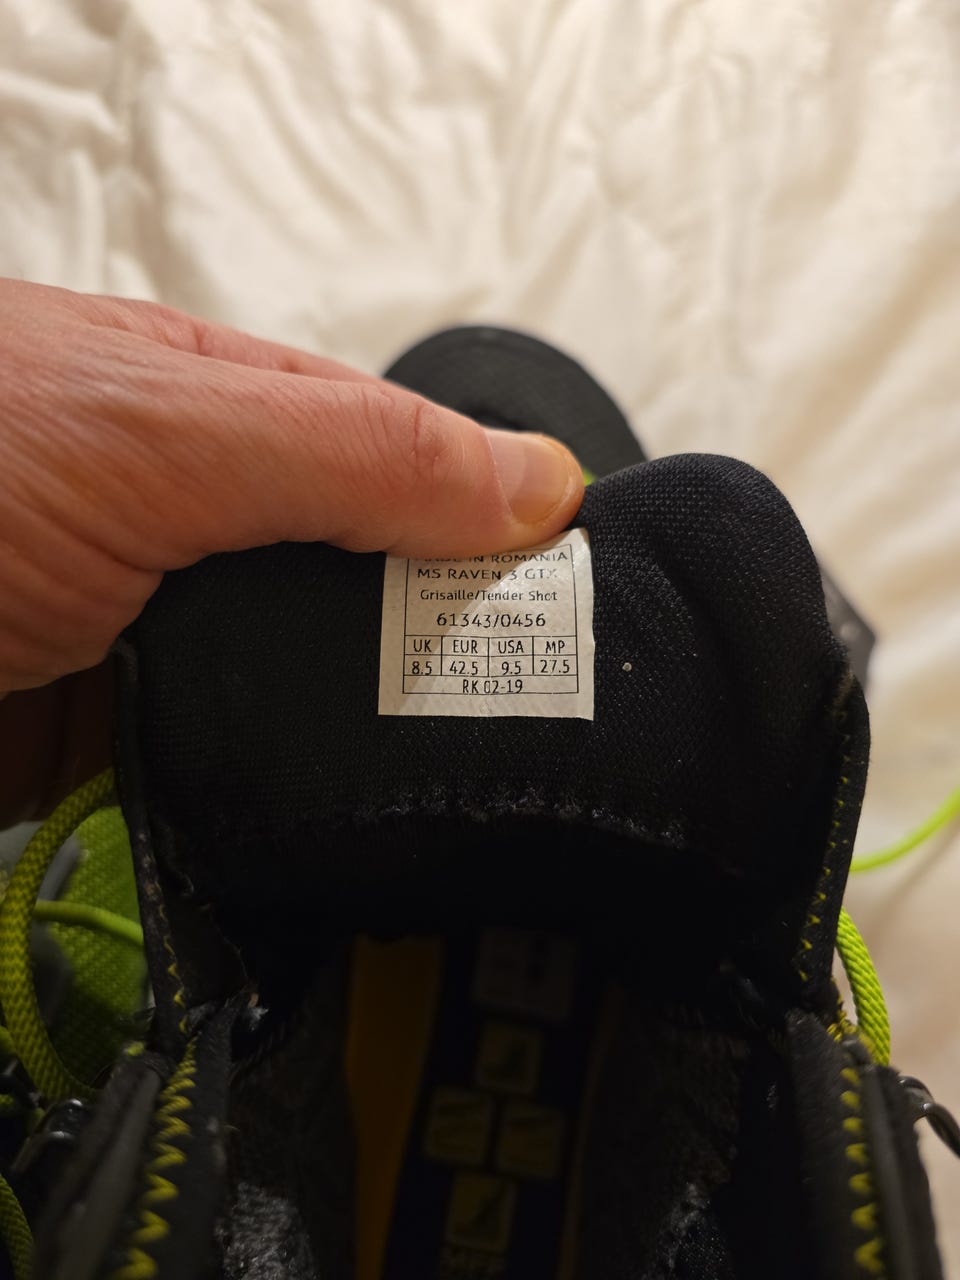 MADE IN ROMANIA
MS RAVEN 3 GTX
Grisaille/Tender Shot
61343/0456
UK EUR USA MP
8.5 42.5 9.5 27.5
RK 02-19